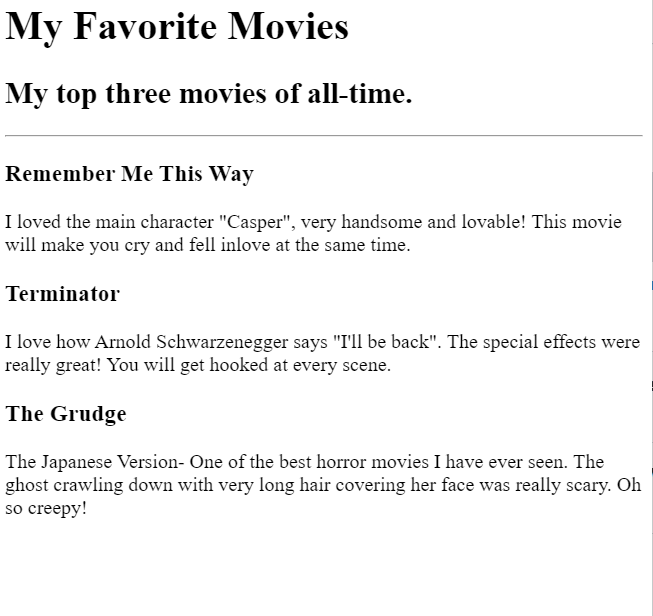 My Favorite Movies
My top three movies of all-time.
Remember Me This Way
I loved the main character "Casper", very handsome and lovable! This movie
will make you cry and fell inlove at the same time.
Terminator
I love how Arnold Schwarzenegger says "I'll be back". The special effects were
really great! You will get hooked at every scene.
The Grudge
The Japanese Version- One of the best horror movies I have ever seen. The
ghost crawling down with very long hair covering her face was really scary. Oh
so creepy!